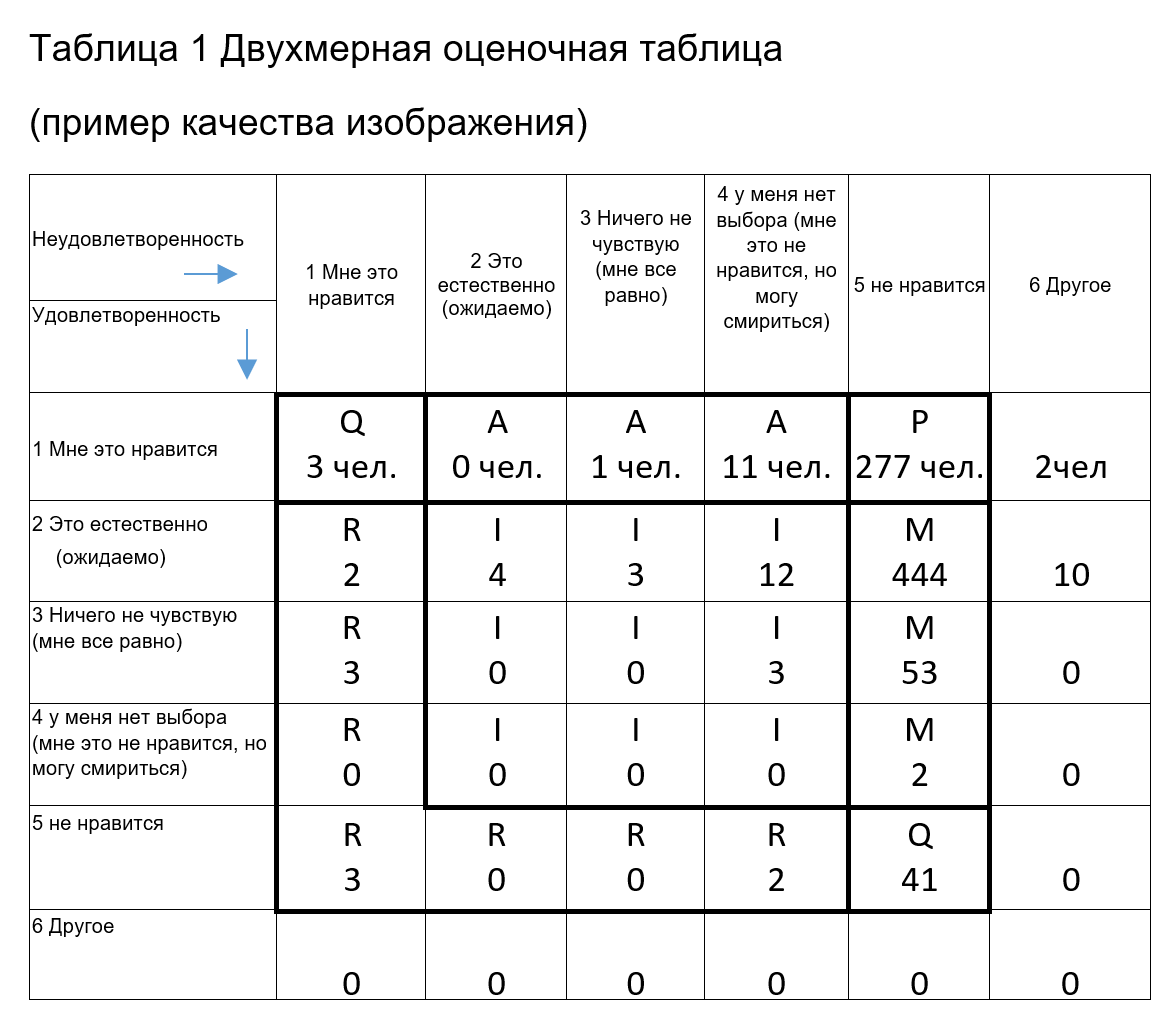 Таблица 1 Двухмерная оценочная таблица
(пример качества изображения)
Неудовлетворенность
Удовлетворенность
1 Мне это
нравится
2 Это
естественно
(ожидаемо)
3 Ничего не
чувствую
(мне все
равно)
4 у меня нет
выбора (мне
это не
нравится, но
могу
смириться)
5 не нравится
6 Другое
1 Мне это нравится
Q A A A P
3 чел. 0 чел. 1 чел. 11 чел. 277 чел. 2чел
2 Это естественно
(ожидаемо)
R I I I M
2 4 3 12 444 10
3 Ничего не чувствую
(мне все равно)
R I I I M
3 0 0 3 53 0
4 у меня нет выбора
(мне это не нравится, но
могу смириться)
R I I I M
0 0 0 0 2 0
5 не нравится
R R R R Q
3 0 0 2 41 0
6 Другое
0 0 0 0 0 0